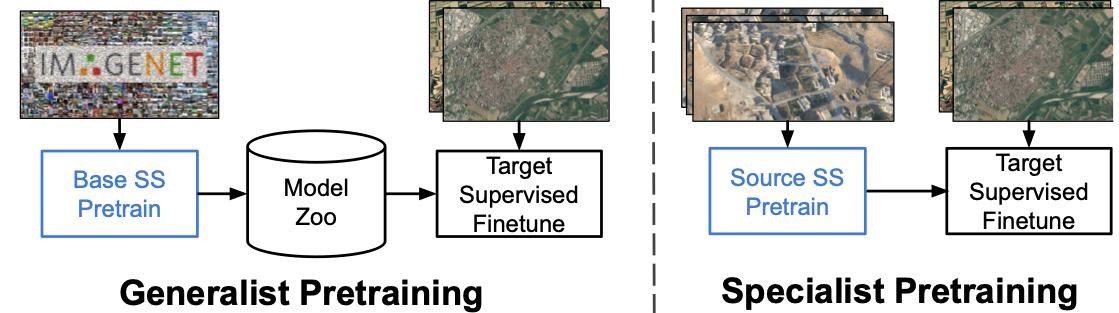 IMAGENET
Base SS
Pretrain
Model
Zoo
Target
Supervised
Finetune
Generalist Pretraining
Source SS
Pretrain
Target
Supervised
Finetune
Specialist Pretraining